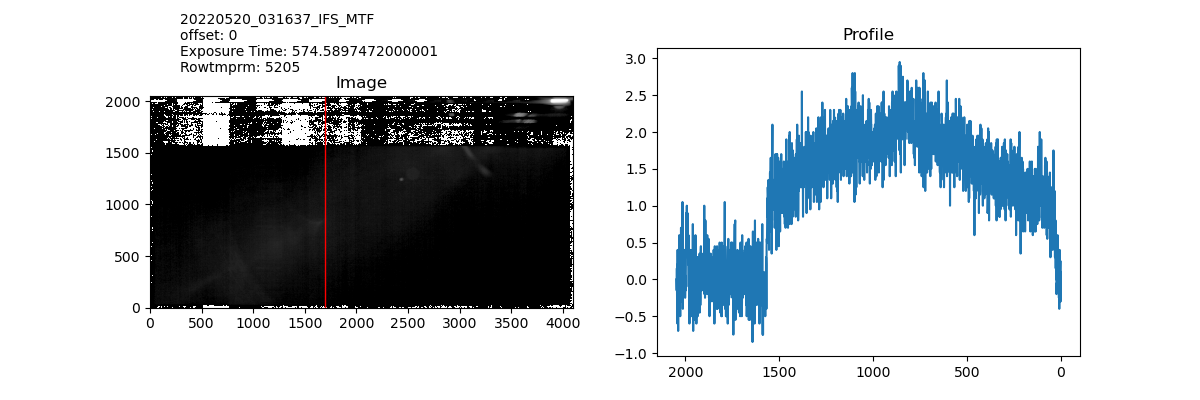 20220520_031637_IFS_MTF
offset: 0
Exposure Time: 574.5897472000001
Rowtmprm: 5205
Image
2000
1500
1000
500
0
0 500 1000 1500 2000 2500 3000 3500 4000
Profile
3.0
2.5
2.0
1.5
1.0
0.5
0.0
−0.5
−1.0
2000 1500 1000 500 0